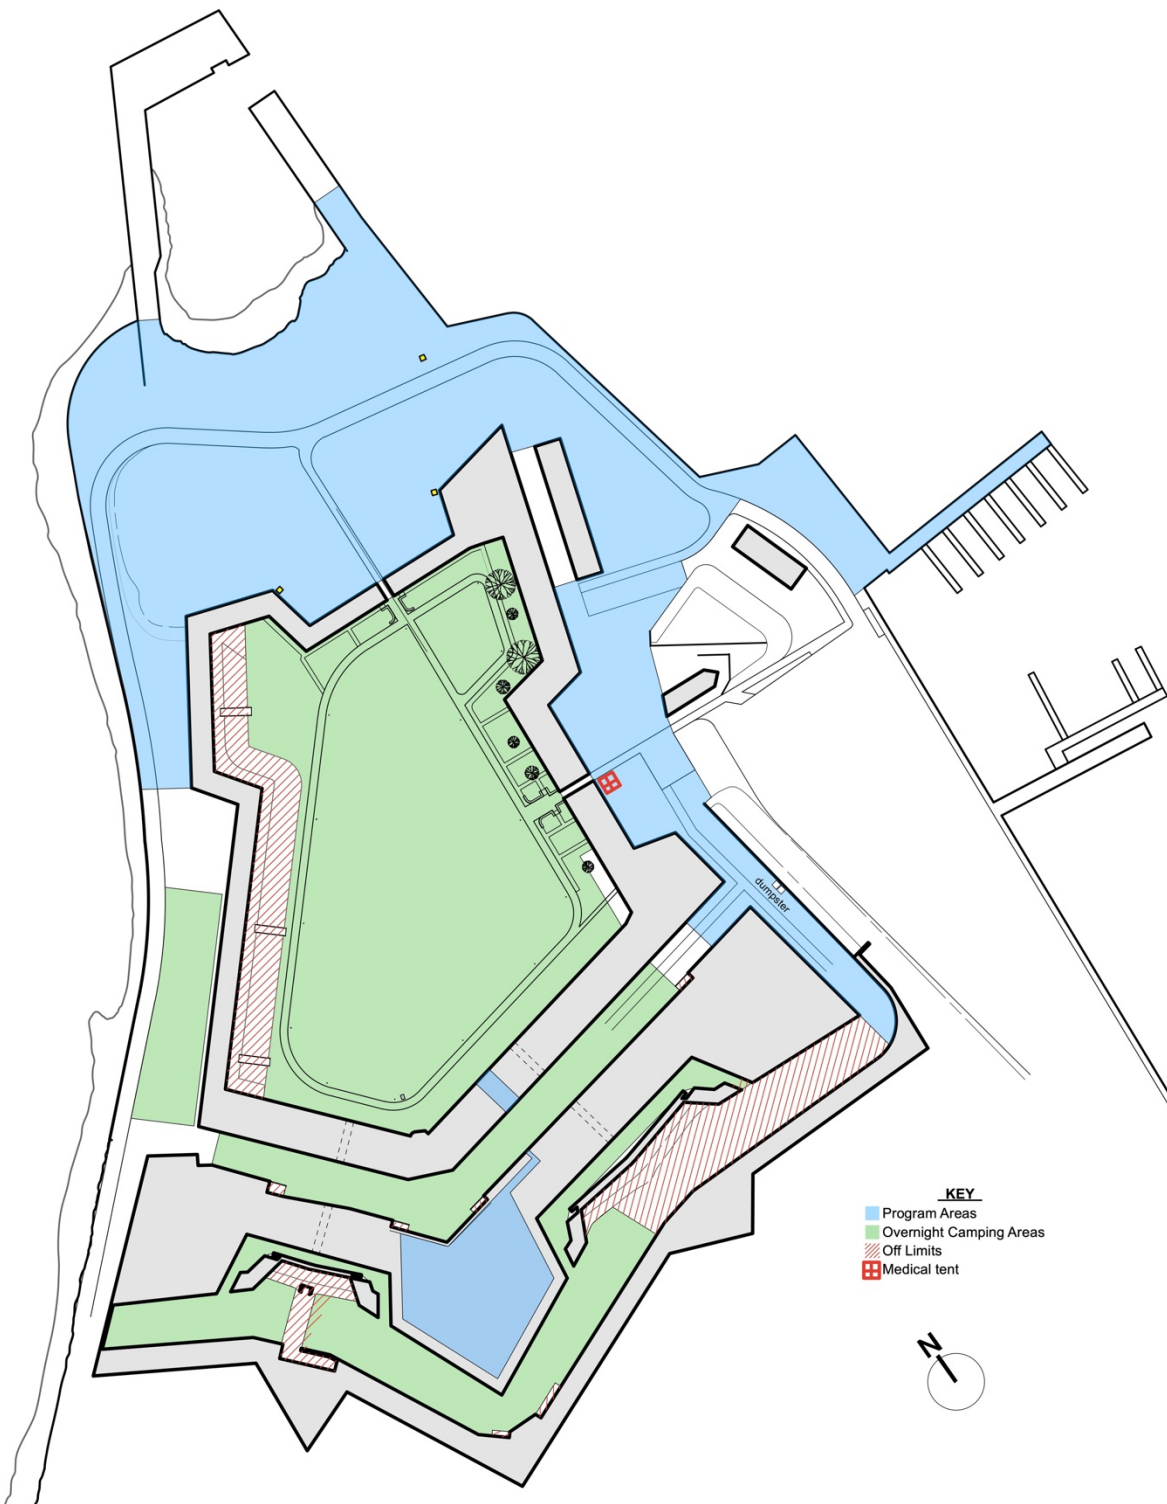 dumpster
KEY
Program Areas
Overnight Camping Areas
Off Limits
Medical tent
N